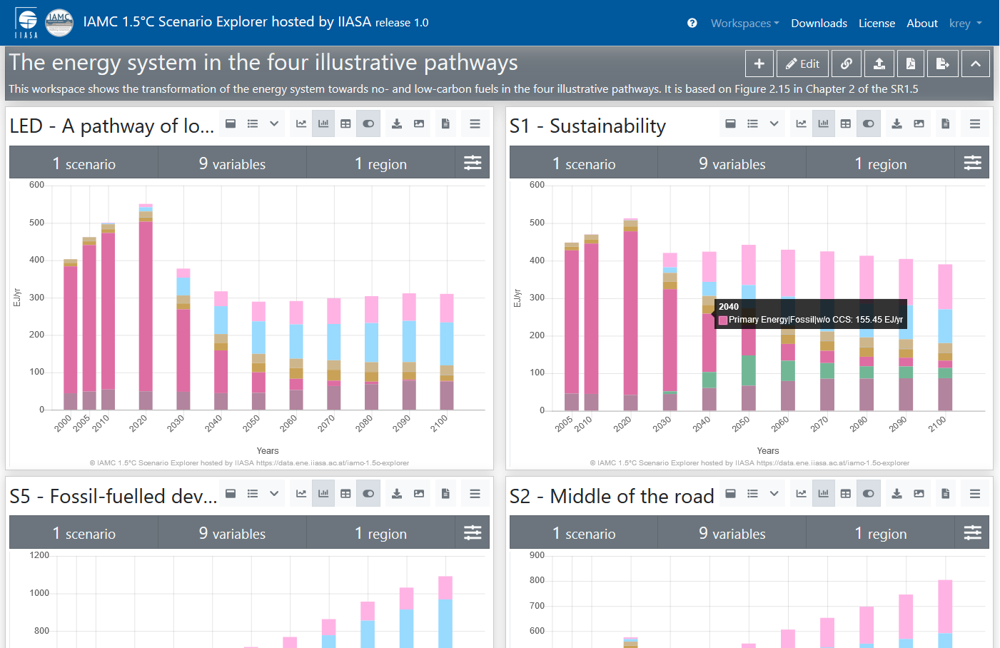 IIASA
IAMC
IAMC 1.5°C Scenario Explorer hosted by IIASA release 1.0
Workspaces
Downloads
License
About
krey
The energy system in the four illustrative pathways
Edit
This workspace shows the transformation of the energy system towards no- and low-carbon fuels in the four illustrative pathways. It is based on Figure 2.15 in Chapter 2 of the SR1.5
LED - A pathway of lo...
1 scenario
9 variables
1 region
600
500
400
300
200
100
0
EJ/yr
2000
2005
2010
2020
2030
2040
2050
2060
2070
2080
2090
2100
Years
© IAMC 1.5°C Scenario Explorer hosted by IIASA https://data.ene.iiasa.ac.at/iamc-1.5c-explorer
S1 - Sustainability
1 scenario
9 variables
1 region
600
500
400
300
200
100
0
EJ/yr
2040
Primary Energy|Fossil|w/o CCS: 155.45 EJ/yr
2005
2010
2020
2030
2040
2050
2060
2070
2080
2090
2100
Years
© IAMC 1.5°C Scenario Explorer hosted by IIASA https://data.ene.iiasa.ac.at/iamc-1.5c-explorer
S5 - Fossil-fuelled dev...
1 scenario
9 variables
1 region
1200
1000
800
S2 - Middle of the road
1 scenario
9 variables
1 region
900
800
700
600